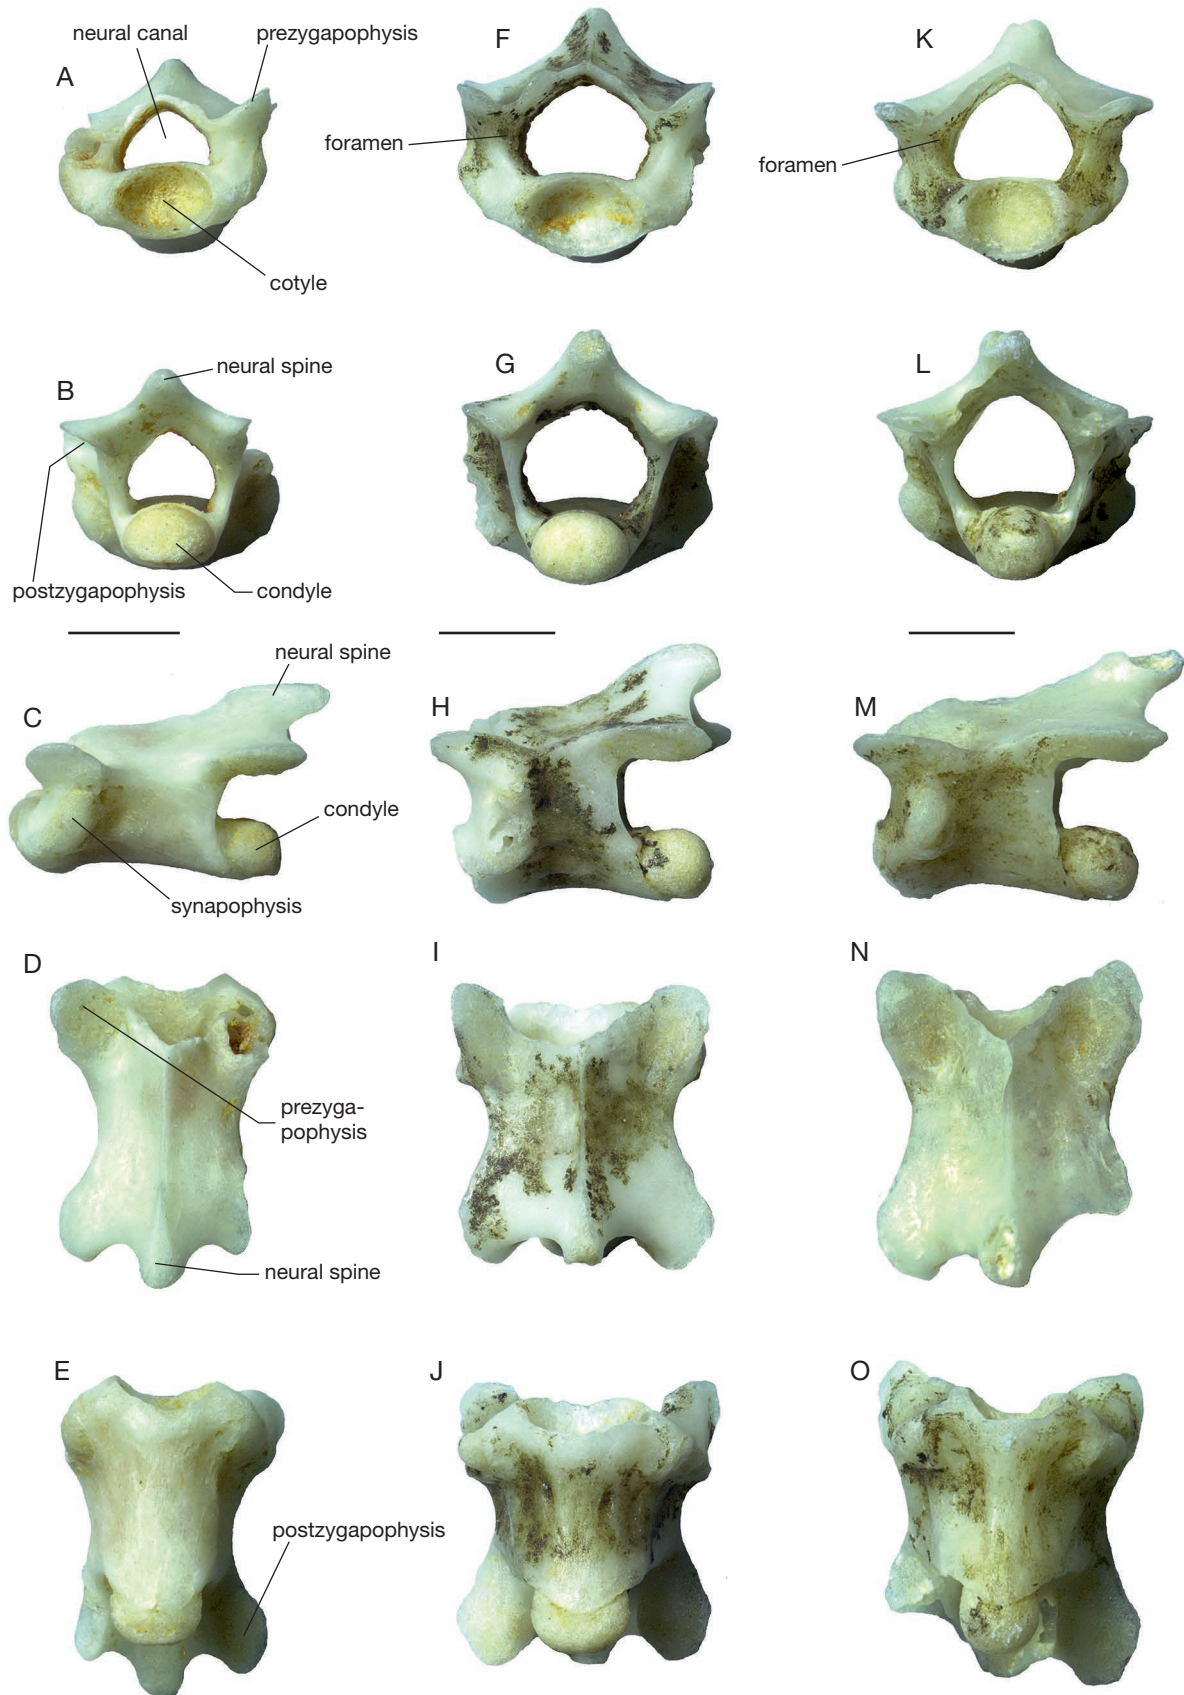 neural canal
prezygapophysis
F
K
A
foramen
foramen
cotyle
neural spine
B
G
L
postzygapophysis
condyle
neural spine
C
H
M
condyle
synapophysis
D
I
N
prezyga-
pophysis
neural spine
E
J
O
postzygapophysis